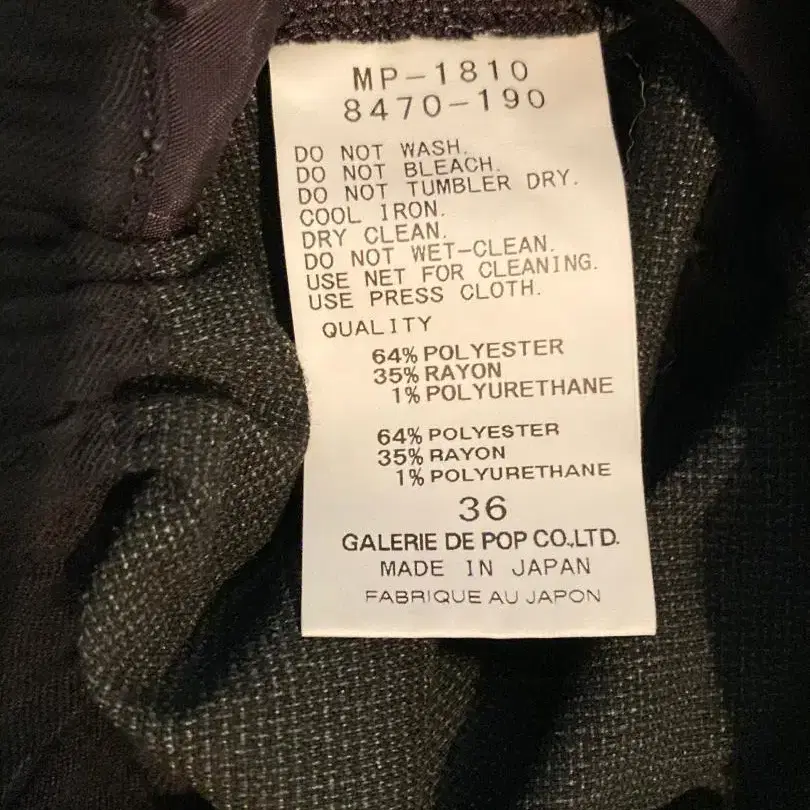 MP-1810
8470-190
DO NOT WASH.
DO NOT BLEACH.
DO NOT TUMBLER DRY.
COOL IRON.
DRY CLEAN.
DO NOT WET-CLEAN.
USE NET FOR CLEANING.
USE PRESS CLOTH.
QUALITY
64% POLYESTER
35% RAYON
1% POLYURETHANE
64% POLYESTER
35% RAYON
1% POLYURETHANE
36
GALERIE DE POP CO.,LTD.
MADE IN JAPAN
FABRIQUE AU JAPON